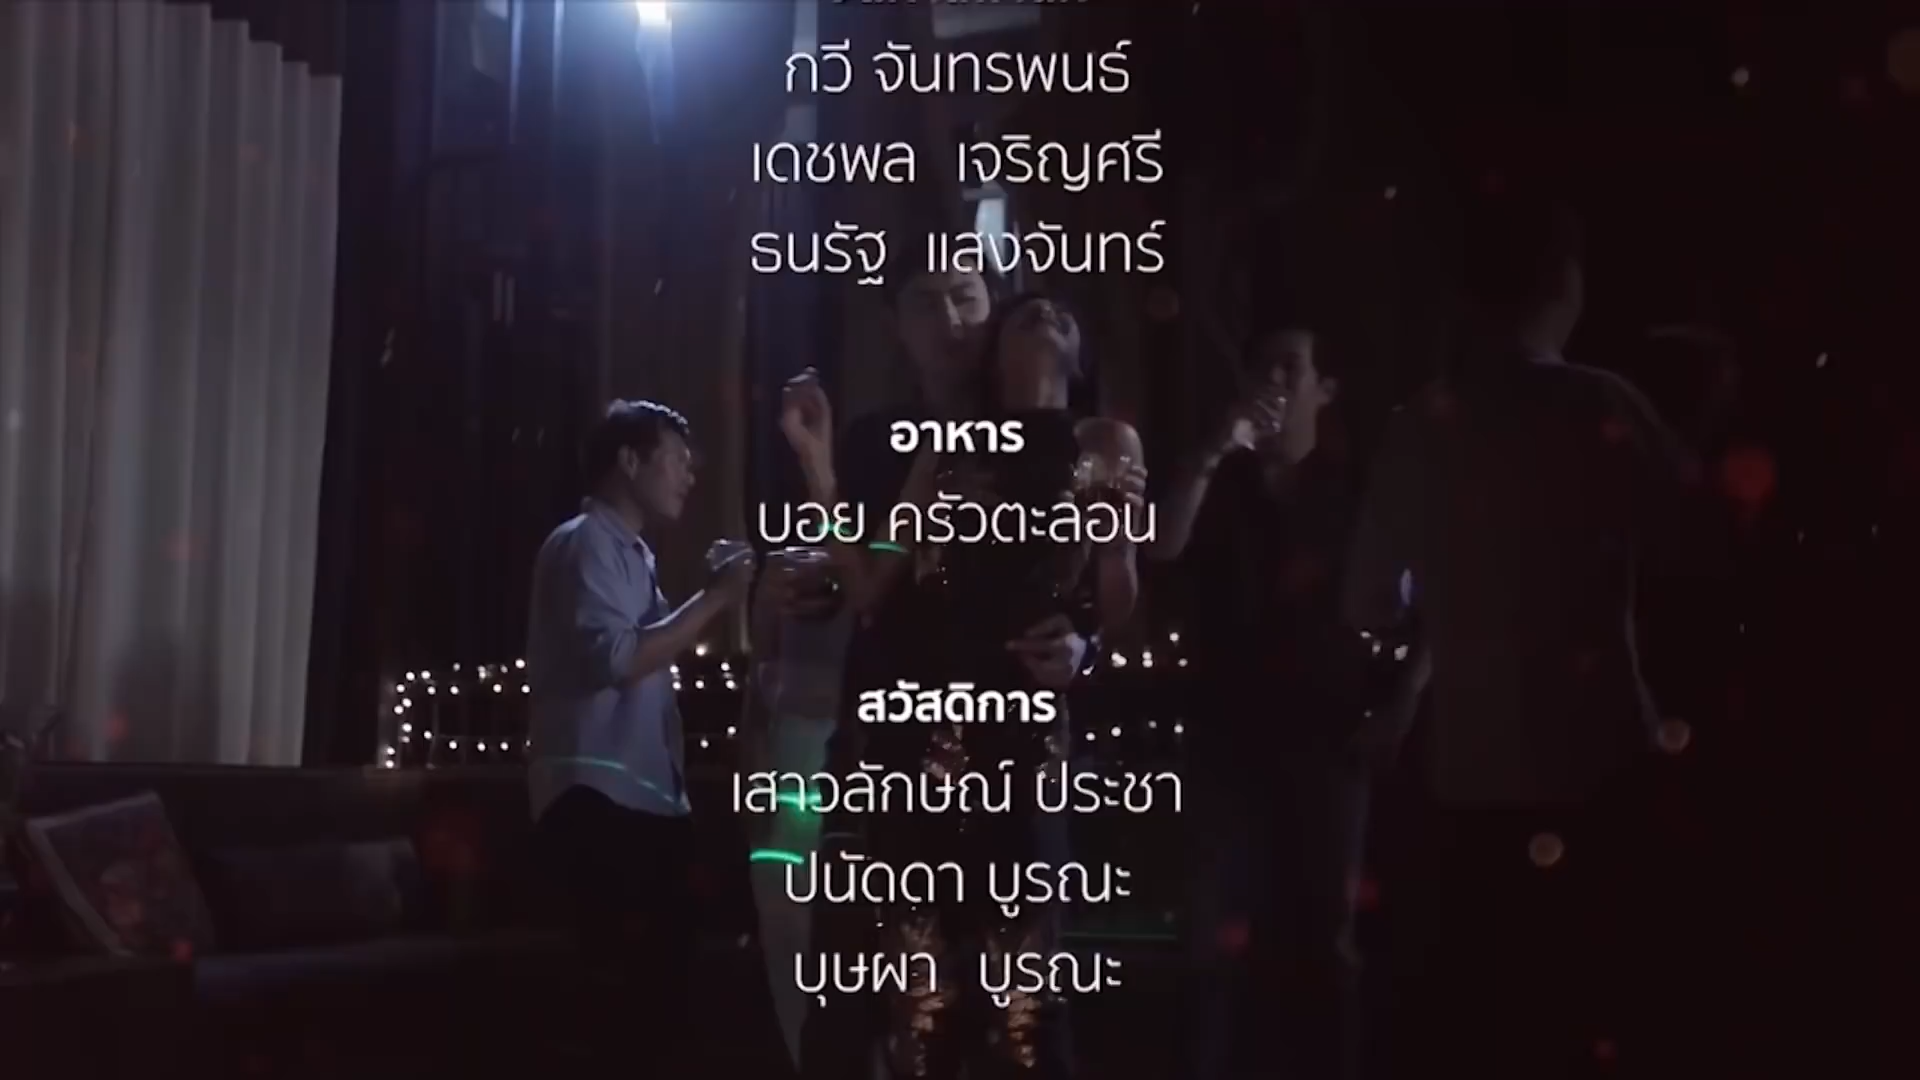 กวี จันทรพนธ์
เดชพล เจริญศรี
ธนรัฐ แสงจันทร์
อาหาร
บอย ครัวตะลอน
สวัสดิการ
เสาวลักษณ์ ประชา
ปนัดดา บูรณะ
บุษผา บูรณะ